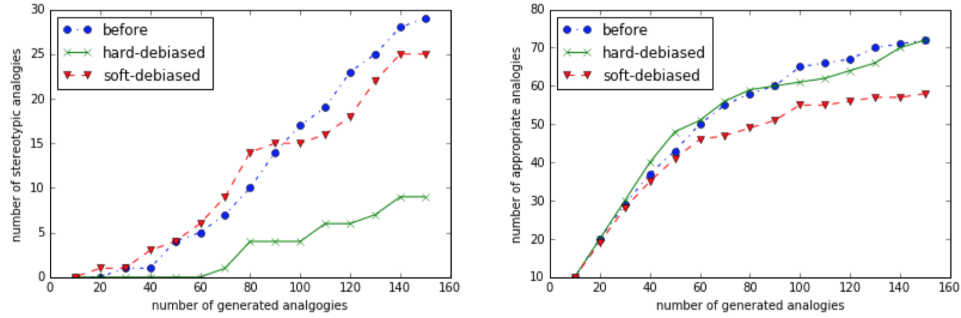 30
25
20
15
10
5
0
0 20 40 60 80 100 120 140 160
number of stereotypic analogies
number of generated analgogies
before
hard-debiased
soft-debiased
80
70
60
50
40
30
20
10
0 20 40 60 80 100 120 140 160
number of appropriate analogies
number of generated analogies
before
hard-debiased
soft-debiased